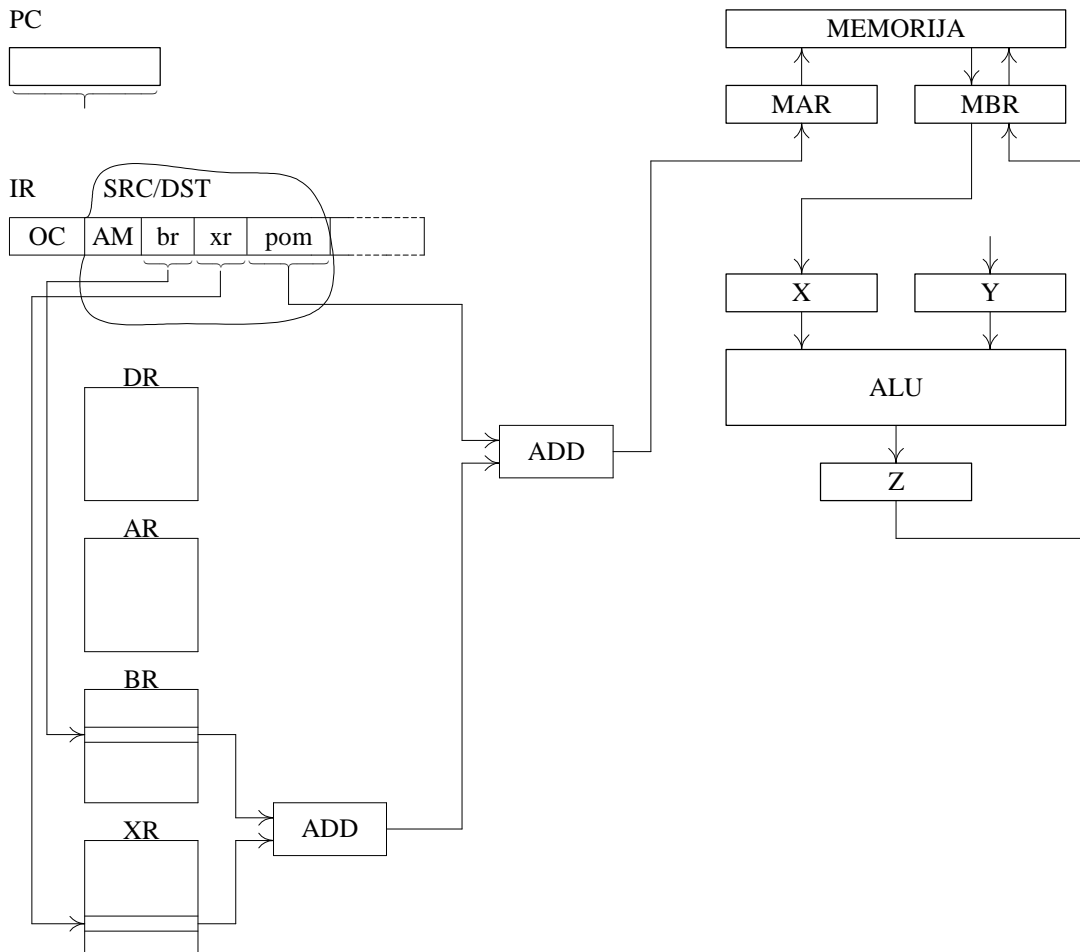 PC
MEMORIJA
MAR MBR
IR SRC/DST
OC AM br xr pom
X Y
DR
ALU
ADD
Z
AR
BR
ADD
XR